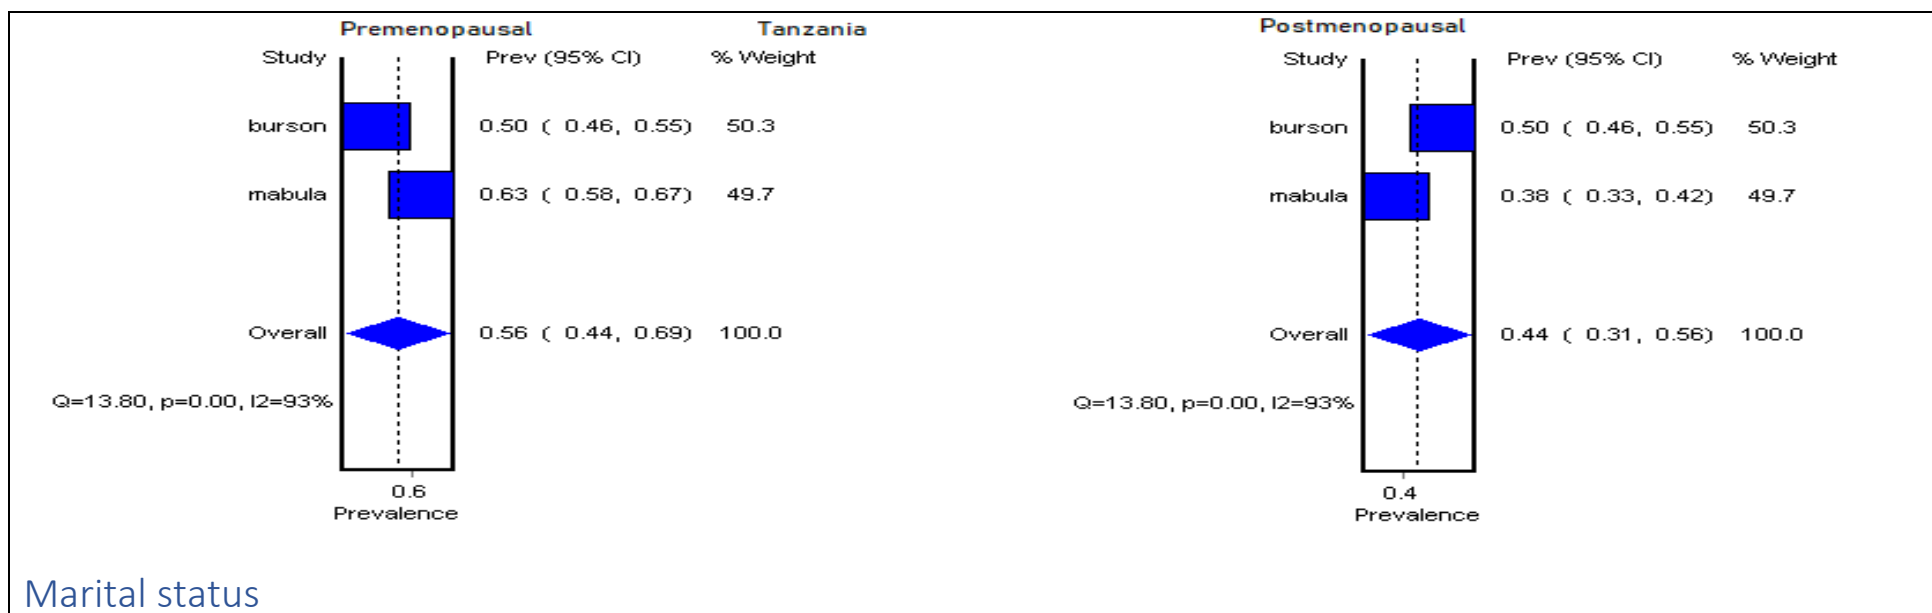 Premenopausal Tanzania
Study Prev (95% CI) % Weight
burson 0.50 ( 0.46, 0.55) 50.3
mabula 0.63 ( 0.58, 0.67) 49.7
Overall 0.56 ( 0.44, 0.69) 100.0
Q=13.80, p=0.00, I2=93%
0.6
Prevalence
Postmenopausal
Study Prev (95% CI) % Weight
burson 0.50 ( 0.46, 0.55) 50.3
mabula 0.38 ( 0.33, 0.42) 49.7
Overall 0.44 ( 0.31, 0.56) 100.0
Q=13.80, p=0.00, I2=93%
0.4
Prevalence
Marital status